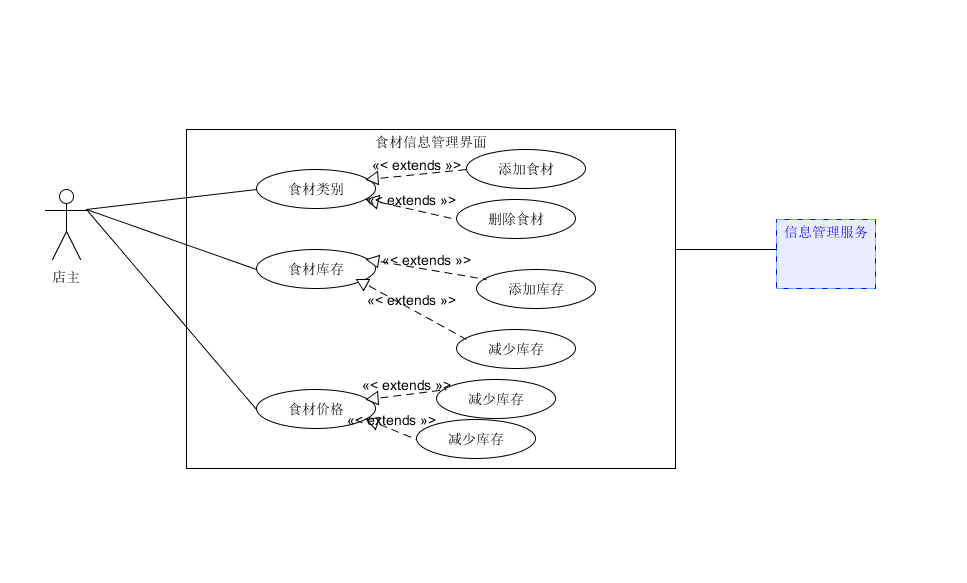 食材信息管理界面
«< extends »>
添加食材
食材类别
«< extends »>
删除食材
信息管理服务
店主
«< extends »>
食材库存
添加库存
«< extends »>
减少库存
«< extends »>
减少库存
食材价格
«< extends »>
减少库存